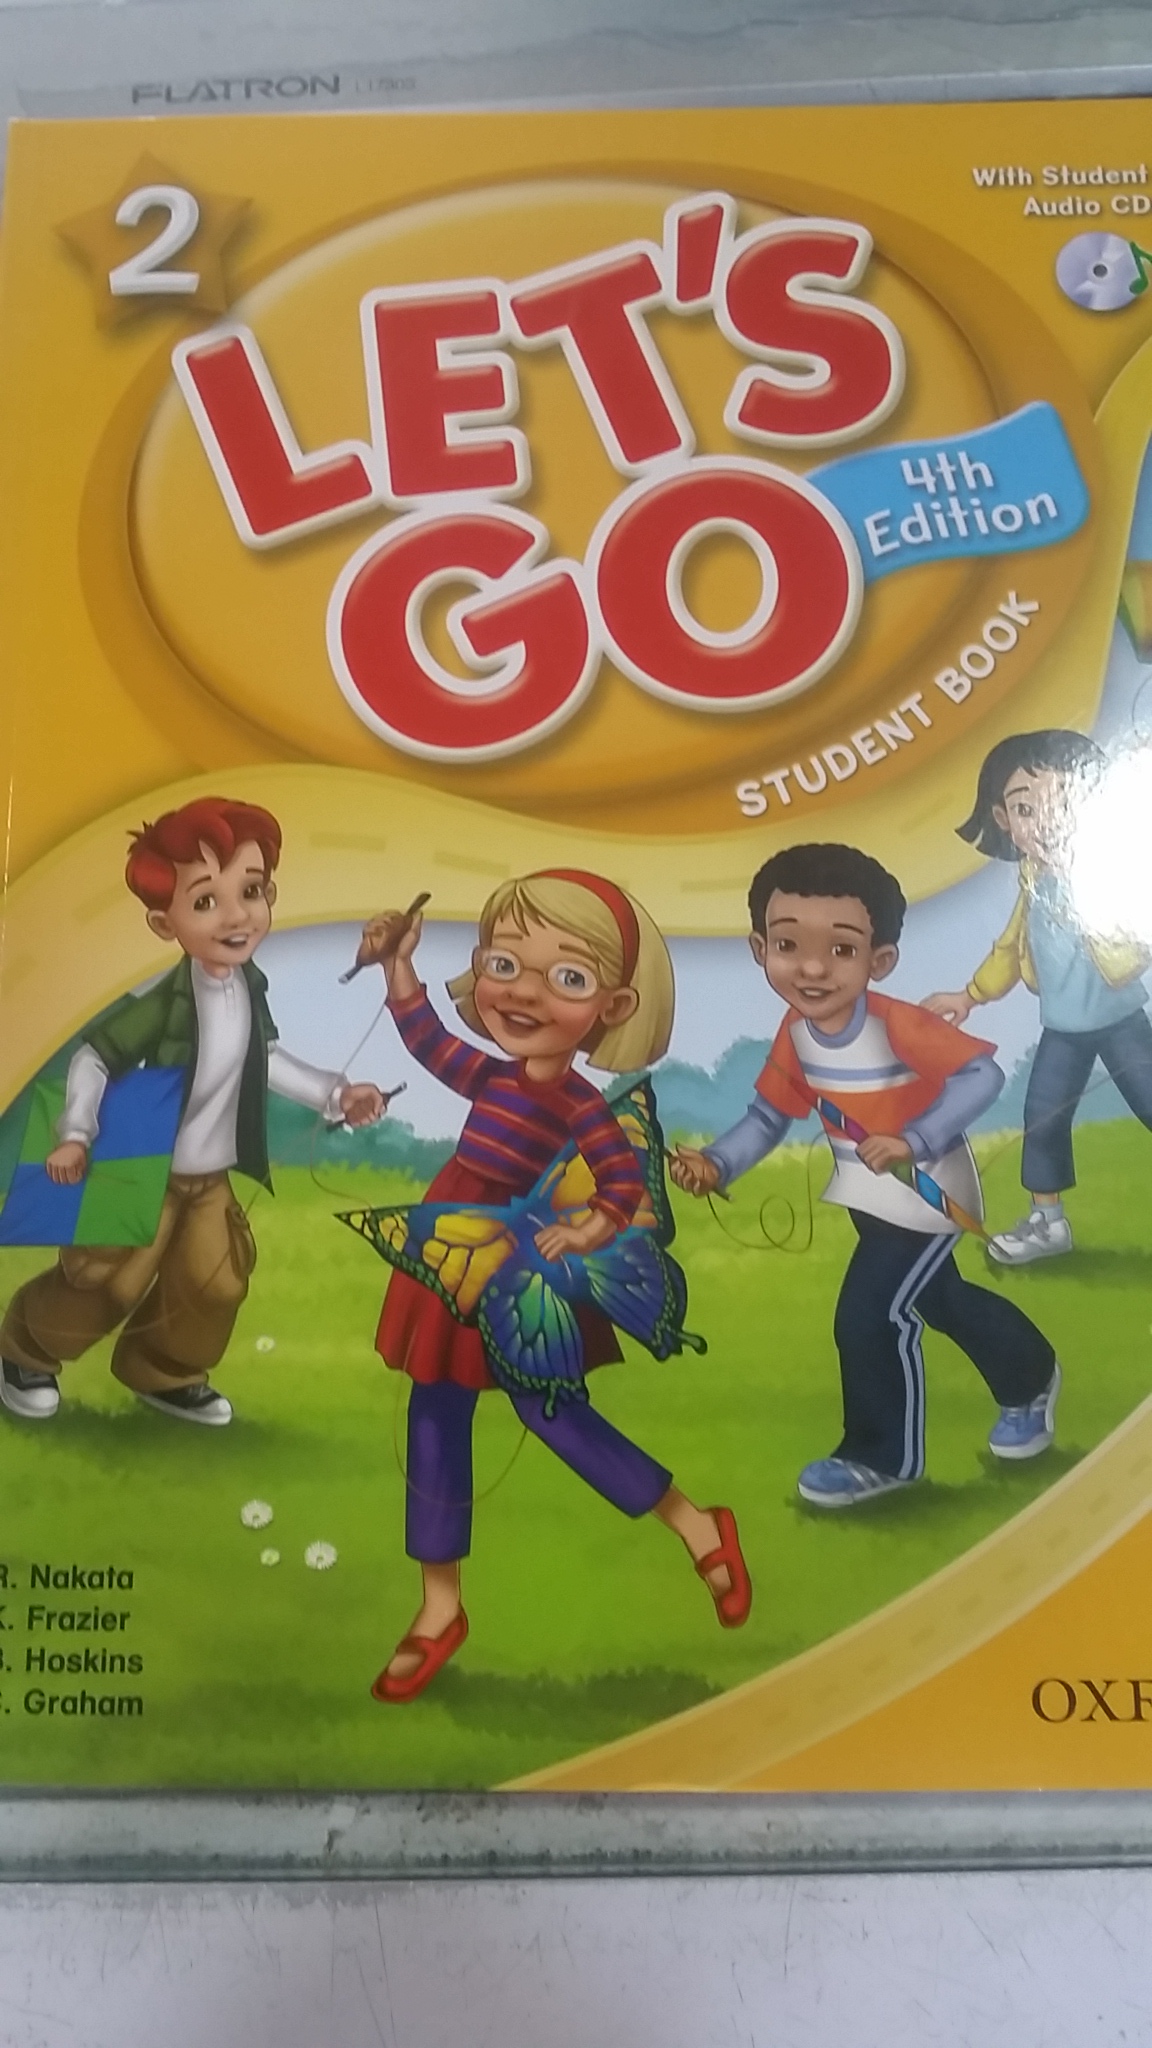 FLATRON
2
With Student
Audio CD
LET'S
GO
4th
Edition
STUDENT BOOK
R. Nakata
K. Frazier
B. Hoskins
C. Graham
OXF